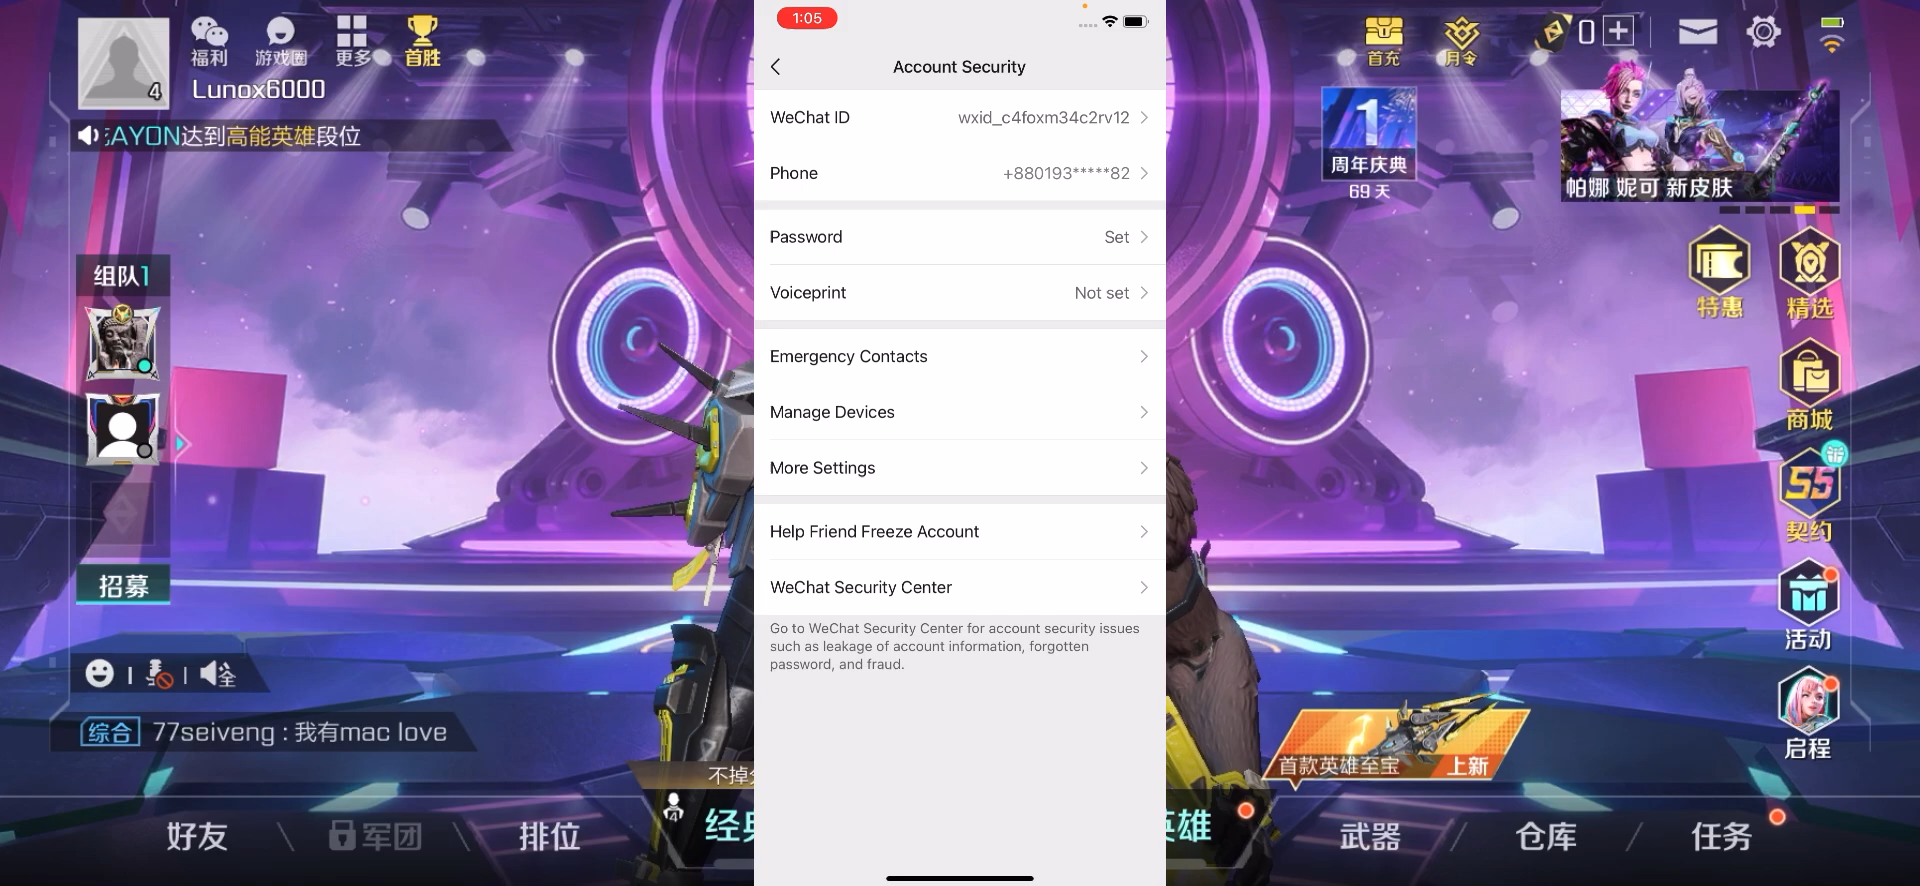 福利
游戏圈
更多
首胜
4
Lunox6000
AYON达到高能英雄段位
组队1
招募
全
综合 77seiveng : 我有mac love
不掉
4
好友
军团
排位
经
1:05
Account Security
WeChat ID wxid_c4foxm34c2rv12
Phone +880193*****82
Password Set
Voiceprint Not set
Emergency Contacts
Manage Devices
More Settings
Help Friend Freeze Account
WeChat Security Center
Go to WeChat Security Center for account security issues
such as leakage of account information, forgotten
password, and fraud.
首充
月令
0
1
周年庆典
69 天
帕娜 妮可 新皮肤
特惠
精选
商城
S5
契约
活动
启程
首款英雄至宝 上新
雄
武器
仓库
任务